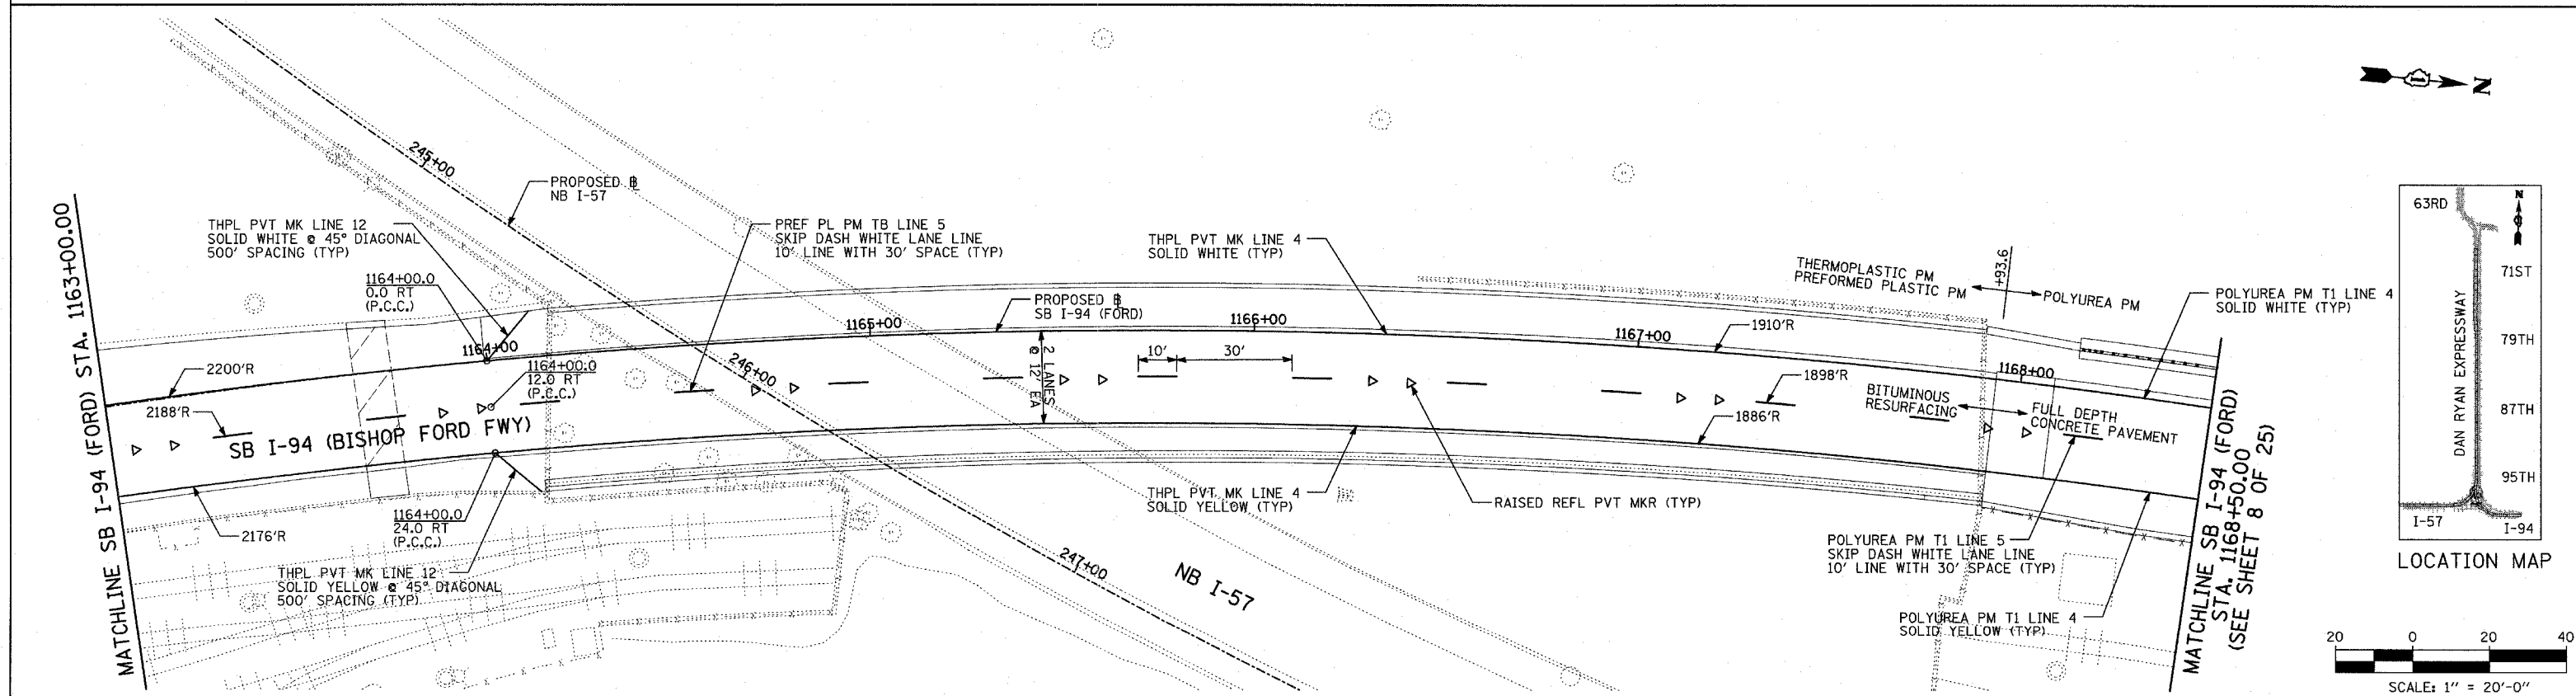 MATCHLINE SB I-94 (FORD) STA. 1163+00.00
THPL PVT MK LINE 12
SOLID WHITE @ 45° DIAGONAL
500' SPACING (TYP)
1164+00.0
0.0 RT
(P.C.C.)
1164+00
2200'R
2188'R
SB I-94 (BISHOP FORD FWY)
2176'R
1164+00.0
12.0 RT
(P.C.C.)
1164+00.0
24.0 RT
(P.C.C.)
THPL PVT MK LINE 12
SOLID YELLOW @ 45° DIAGONAL
500' SPACING (TYP)
245+00
PROPOSED B
NB I-57
PREF PL PM TB LINE 5
SKIP DASH WHITE LANE LINE
10' LINE WITH 30' SPACE (TYP)
1165+00
246+00
PROPOSED B
SB I-94 (FORD)
2 LANES
@ 12' EA
10'
30'
1166+00
THPL PVT MK LINE 4
SOLID WHITE (TYP)
THPL PVT MK LINE 4
SOLID YELLOW (TYP)
247+00
NB I-57
RAISED REFL PVT MKR (TYP)
1167+00
1910'R
1898'R
1886'R
THERMOPLASTIC PM
PREFORMED PLASTIC PM
+93.6
POLYUREA PM
BITUMINOUS
RESURFACING
FULL DEPTH
CONCRETE PAVEMENT
1168+00
POLYUREA PM T1 LINE 4
SOLID WHITE (TYP)
POLYUREA PM T1 LINE 5
SKIP DASH WHITE LANE LINE
10' LINE WITH 30' SPACE (TYP)
POLYUREA PM T1 LINE 4
SOLID YELLOW (TYP)
MATCHLINE SB I-94 (FORD)
STA. 1168+50.00
(SEE SHEET 8 OF 25)
N
63RD
N
71ST
79TH
DAN RYAN EXPRESSWAY
87TH
95TH
I-57
I-94
LOCATION MAP
20 0 20 40
SCALE: 1" = 20'-0"